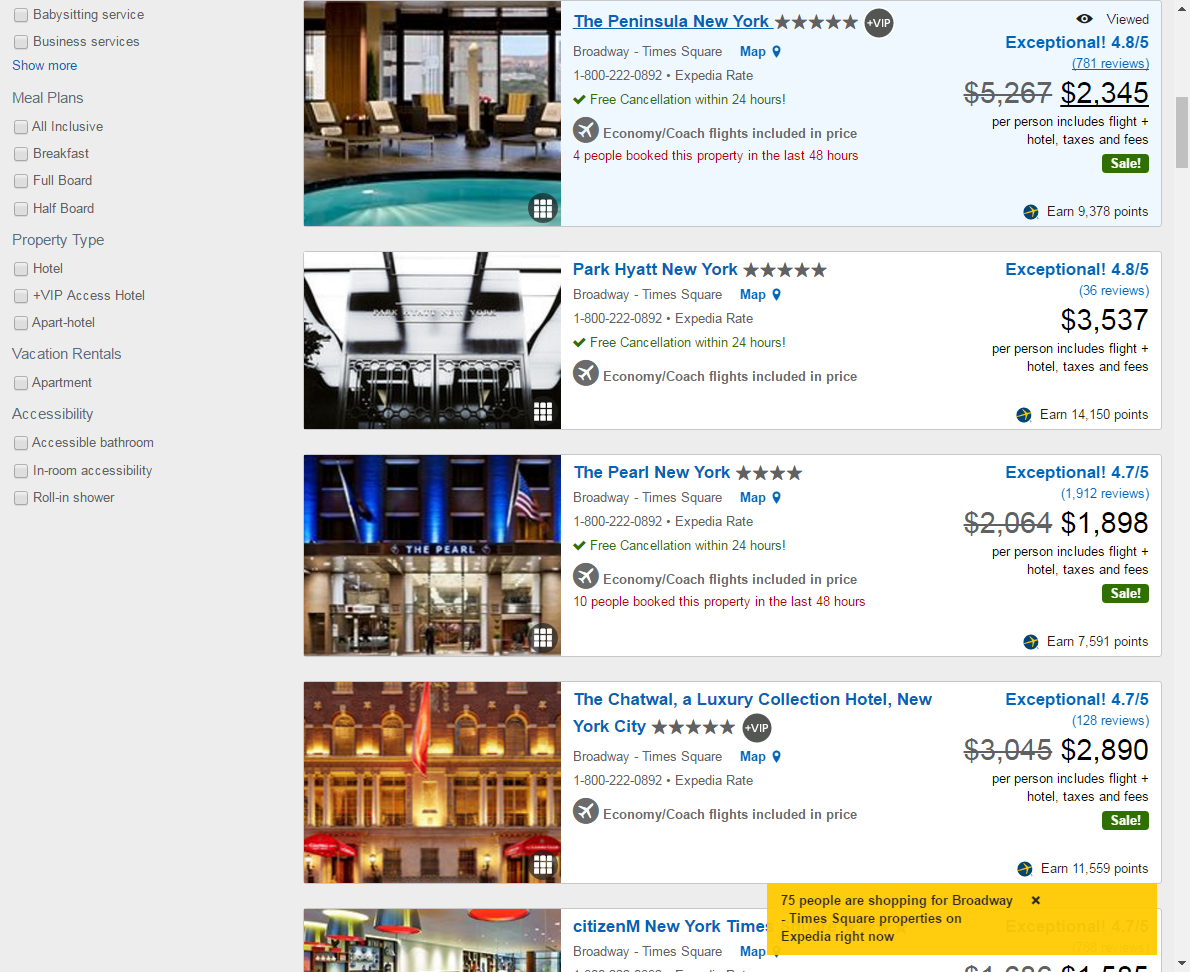 Babysitting service
Business services
Show more
Meal Plans
All Inclusive
Breakfast
Full Board
Half Board
Property Type
Hotel
+VIP Access Hotel
Apart-hotel
Vacation Rentals
Apartment
Accessibility
Accessible bathroom
In-room accessibility
Roll-in shower
The Peninsula New York +VIP
Broadway - Times Square Map
1-800-222-0892 • Expedia Rate
Free Cancellation within 24 hours!
Economy/Coach flights included in price
4 people booked this property in the last 48 hours
Viewed
Exceptional! 4.8/5
(781 reviews)
$5,267 $2,345
per person includes flight +
hotel, taxes and fees
Sale!
Earn 9,378 points
PARK HYATT NEW YORK
Park Hyatt New York
Broadway - Times Square Map
1-800-222-0892 • Expedia Rate
Free Cancellation within 24 hours!
Economy/Coach flights included in price
Exceptional! 4.8/5
(36 reviews)
$3,537
per person includes flight +
hotel, taxes and fees
Earn 14,150 points
THE PEARL
The Pearl New York
Broadway - Times Square Map
1-800-222-0892 • Expedia Rate
Free Cancellation within 24 hours!
Economy/Coach flights included in price
10 people booked this property in the last 48 hours
Exceptional! 4.7/5
(1,912 reviews)
$2,064 $1,898
per person includes flight +
hotel, taxes and fees
Sale!
Earn 7,591 points
The Chatwal, a Luxury Collection Hotel, New
York City +VIP
Broadway - Times Square Map
1-800-222-0892 • Expedia Rate
Economy/Coach flights included in price
Exceptional! 4.7/5
(128 reviews)
$3,045 $2,890
per person includes flight +
hotel, taxes and fees
Sale!
Earn 11,559 points
citizenM New York Times Square
Broadway - Times Square Map
Exceptional! 4.7/5
75 people are shopping for Broadway
- Times Square properties on
Expedia right now